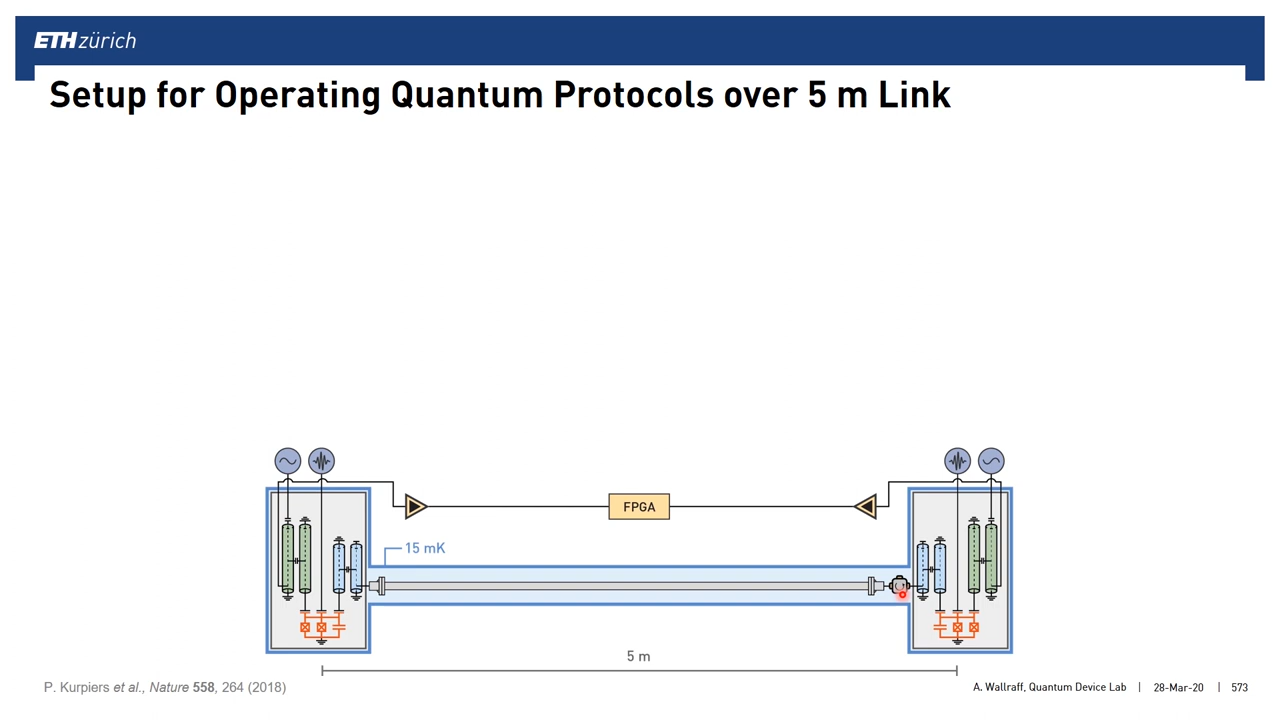 ETH zürich
Setup for Operating Quantum Protocols over 5 m Link
FPGA
15 mK
5 m
P. Kurpiers et al., Nature 558, 264 (2018)
A. Wallraff, Quantum Device Lab | 28-Mar-20 | 573